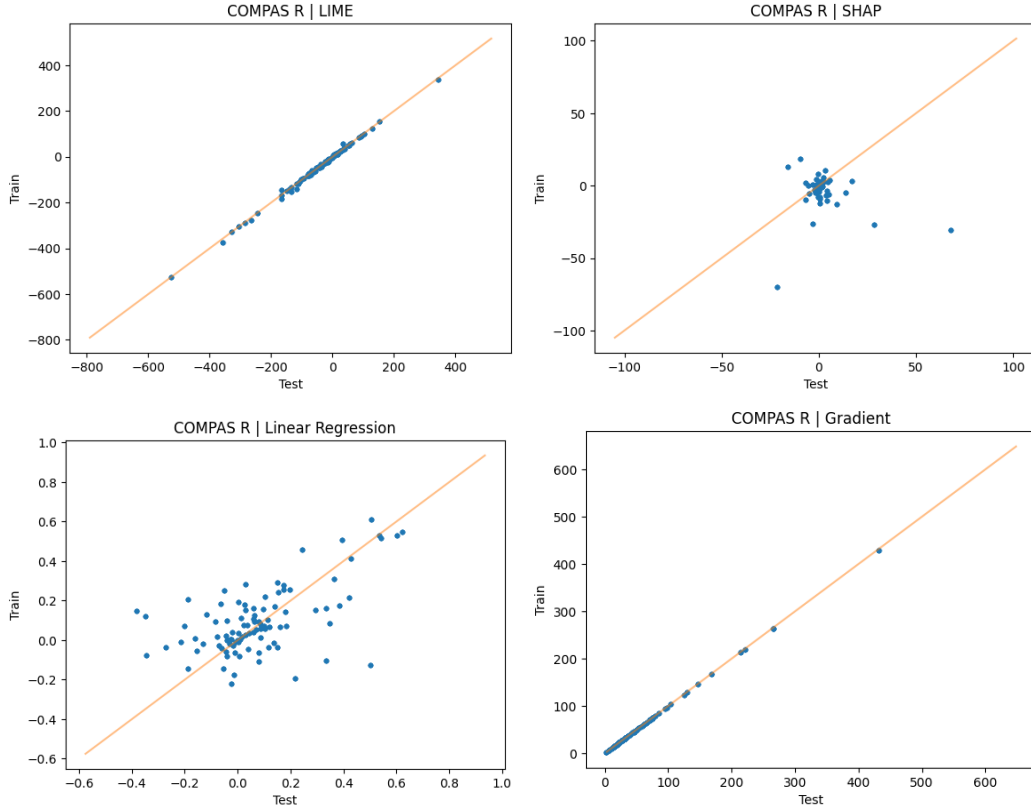 COMPAS R | LIME
400
200
0
−200
−400
−600
−800
Train
−800 −600 −400 −200 0 200 400
Test
COMPAS R | SHAP
100
50
0
−50
−100
Train
−100 −50 0 50 100
Test
COMPAS R | Linear Regression
1.0
0.8
0.6
0.4
0.2
0.0
−0.2
−0.4
−0.6
Train
−0.6 −0.4 −0.2 0.0 0.2 0.4 0.6 0.8 1.0
Test
COMPAS R | Gradient
600
500
400
300
200
100
0
Train
0 100 200 300 400 500 600
Test